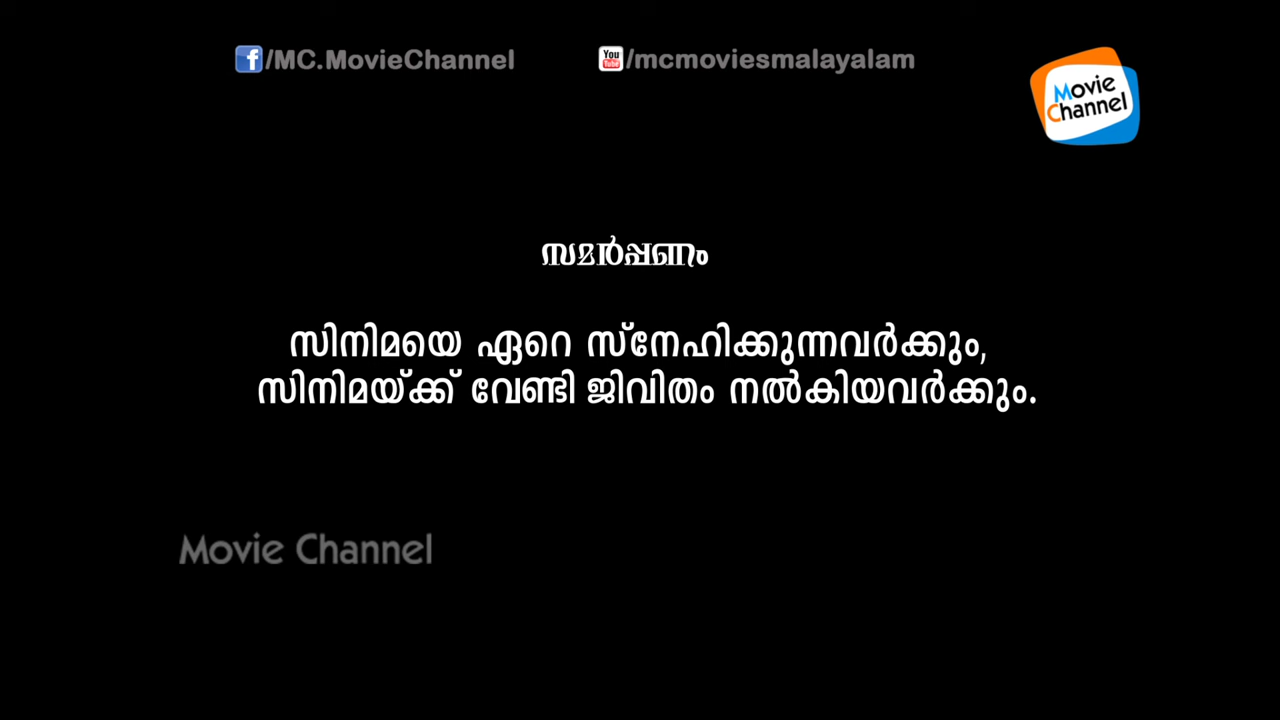 /MC.MovieChannel
/mcmoviesmalayalam
Movie
Channel
സമർപ്പണം
സിനിമയെ ഏറെ സ്നേഹിക്കുന്നവർക്കും,
സിനിമയ്ക്ക് വേണ്ടി ജിവിതം നൽകിയവർക്കും.
Movie Channel